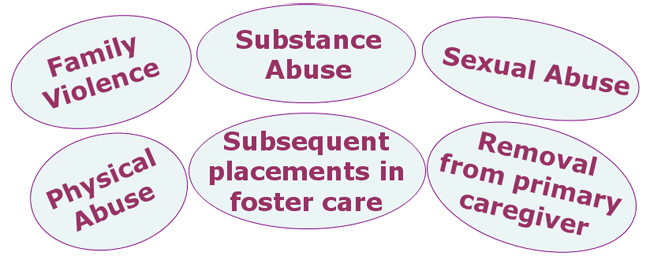 Family
Violence
Substance
Abuse
Sexual Abuse
Physical
Abuse
Subsequent
placements in
foster care
Removal
from primary
caregiver